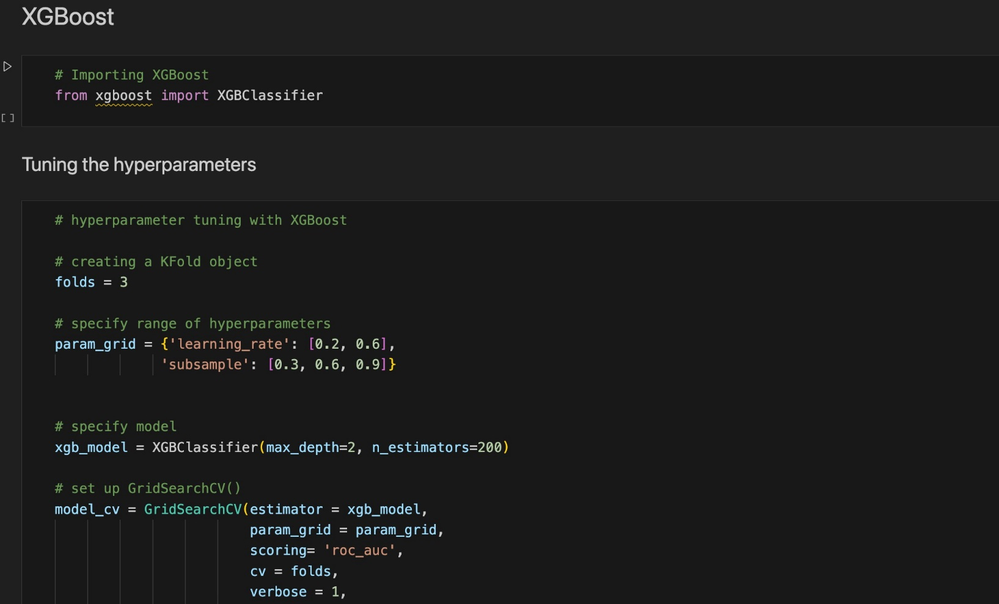 XGBoost
# Importing XGBoost
from xgboost import XGBClassifier
[ ]
Tuning the hyperparameters
# hyperparameter tuning with XGBoost
# creating a KFold object
folds = 3
# specify range of hyperparameters
param_grid = {'learning_rate': [0.2, 0.6],
'subsample': [0.3, 0.6, 0.9]}
# specify model
xgb_model = XGBClassifier(max_depth=2, n_estimators=200)
# set up GridSearchCV()
model_cv = GridSearchCV(estimator = xgb_model,
param_grid = param_grid,
scoring= 'roc_auc',
cv = folds,
verbose = 1,